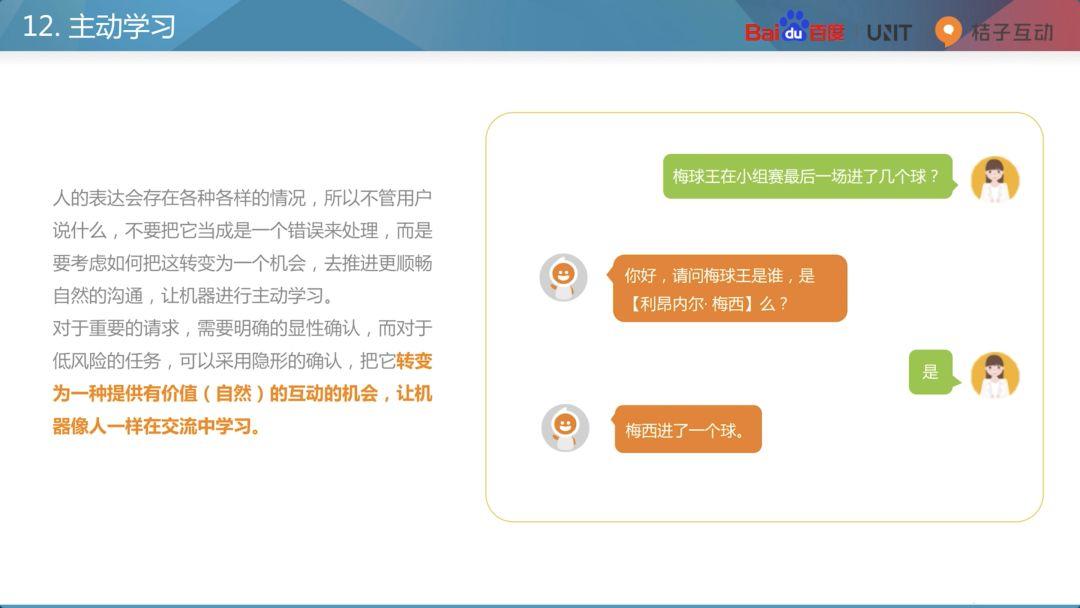 12. 主动学习
Bai du 百度 UNIT 桔子互动
人的表达会存在各种各样的情况，所以不管用户
说什么，不要把它当成是一个错误来处理，而是
要考虑如何把这转变为一个机会，去推进更顺畅
自然的沟通，让机器进行主动学习。
对于重要的请求，需要明确的显性确认，而对于
低风险的任务，可以采用隐形的确认，把它转变
为一种提供有价值（自然）的互动的机会，让机
器像人一样在交流中学习。
梅球王在小组赛最后一场进了几个球？
你好，请问梅球王是谁，是
【利昂内尔·梅西】么？
是
梅西进了一个球。